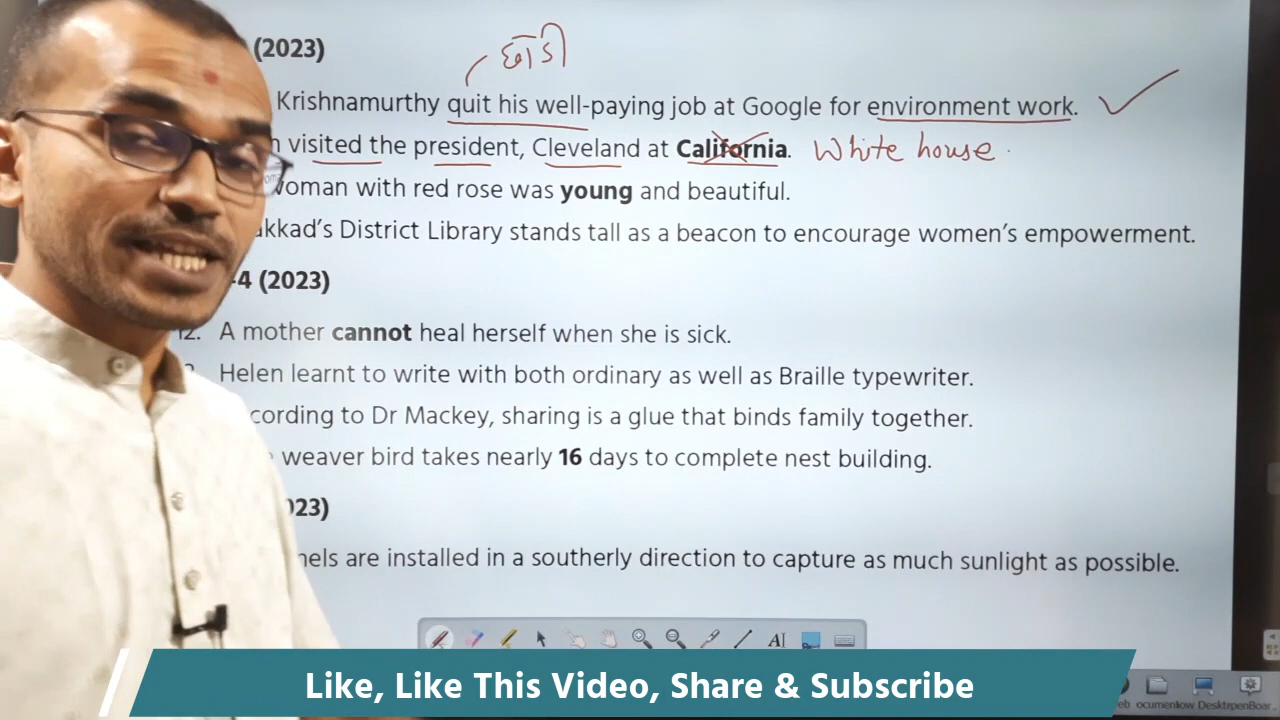 (2023)
છોડી
Krishnamurthy quit his well-paying job at Google for environment work.
visited the president, Cleveland at California. White house
woman with red rose was young and beautiful.
akkad's District Library stands tall as a beacon to encourage women's empowerment.
-4 (2023)
12. A mother cannot heal herself when she is sick.
Helen learnt to write with both ordinary as well as Braille typewriter.
cording to Dr Mackey, sharing is a glue that binds family together.
weaver bird takes nearly 16 days to complete nest building.
023)
nels are installed in a southerly direction to capture as much sunlight as possible.
AI
Like, Like This Video, Share & Subscribe